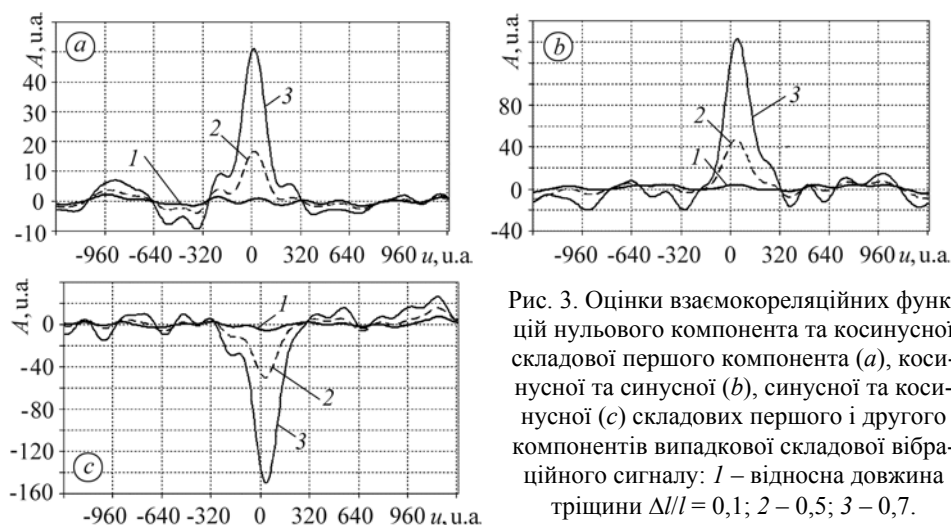 A, u.a.
a
40
30
20
10
0
-10
1
2
3
-960 -640 -320 0 320 640 960 u, u.a.
A, u.a.
b
80
40
0
-40
1
2
3
-960 -640 -320 0 320 640 960 u, u.a.
A, u.a.
c
0
-40
-80
-120
-160
1
2
3
-960 -640 -320 0 320 640 960 u, u.a.
Рис. 3. Оцінки взаємокореляційних функ-
цій нульового компонента та косинусної
складової першого компонента (a), коси-
нусної та синусної (b), синусної та коси-
нусної (c) складових першого і другого
компонентів випадкової складової вібра-
ційного сигналу: 1 – відносна довжина
тріщини Δl/l = 0,1; 2 – 0,5; 3 – 0,7.